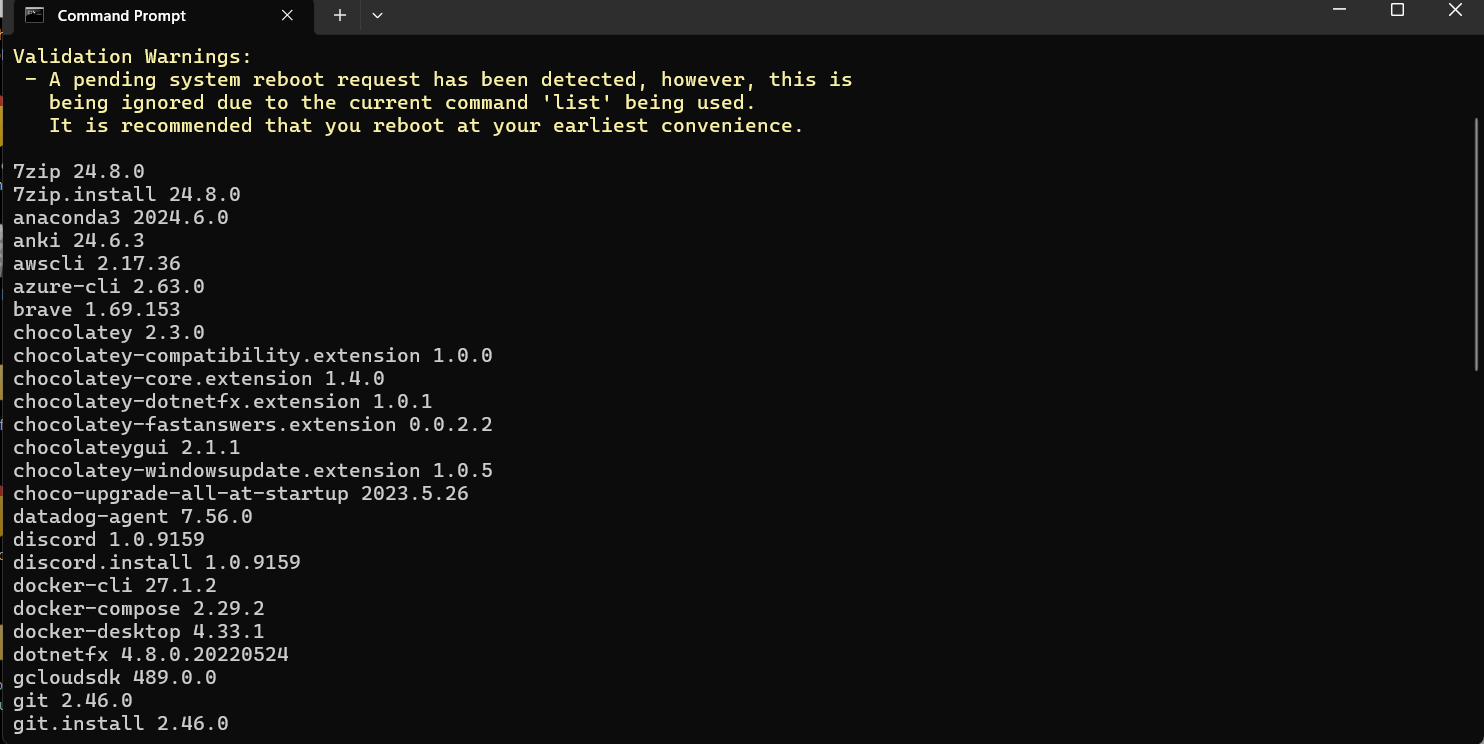 Command Prompt
Validation Warnings:
- A pending system reboot request has been detected, however, this is
being ignored due to the current command 'list' being used.
It is recommended that you reboot at your earliest convenience.
7zip 24.8.0
7zip.install 24.8.0
anaconda3 2024.6.0
anki 24.6.3
awscli 2.17.36
azure-cli 2.63.0
brave 1.69.153
chocolatey 2.3.0
chocolatey-compatibility.extension 1.0.0
chocolatey-core.extension 1.4.0
chocolatey-dotnetfx.extension 1.0.1
chocolatey-fastanswers.extension 0.0.2.2
chocolateygui 2.1.1
chocolatey-windowsupdate.extension 1.0.5
choco-upgrade-all-at-startup 2023.5.26
datadog-agent 7.56.0
discord 1.0.9159
discord.install 1.0.9159
docker-cli 27.1.2
docker-compose 2.29.2
docker-desktop 4.33.1
dotnetfx 4.8.0.20220524
gcloudsdk 489.0.0
git 2.46.0
git.install 2.46.0